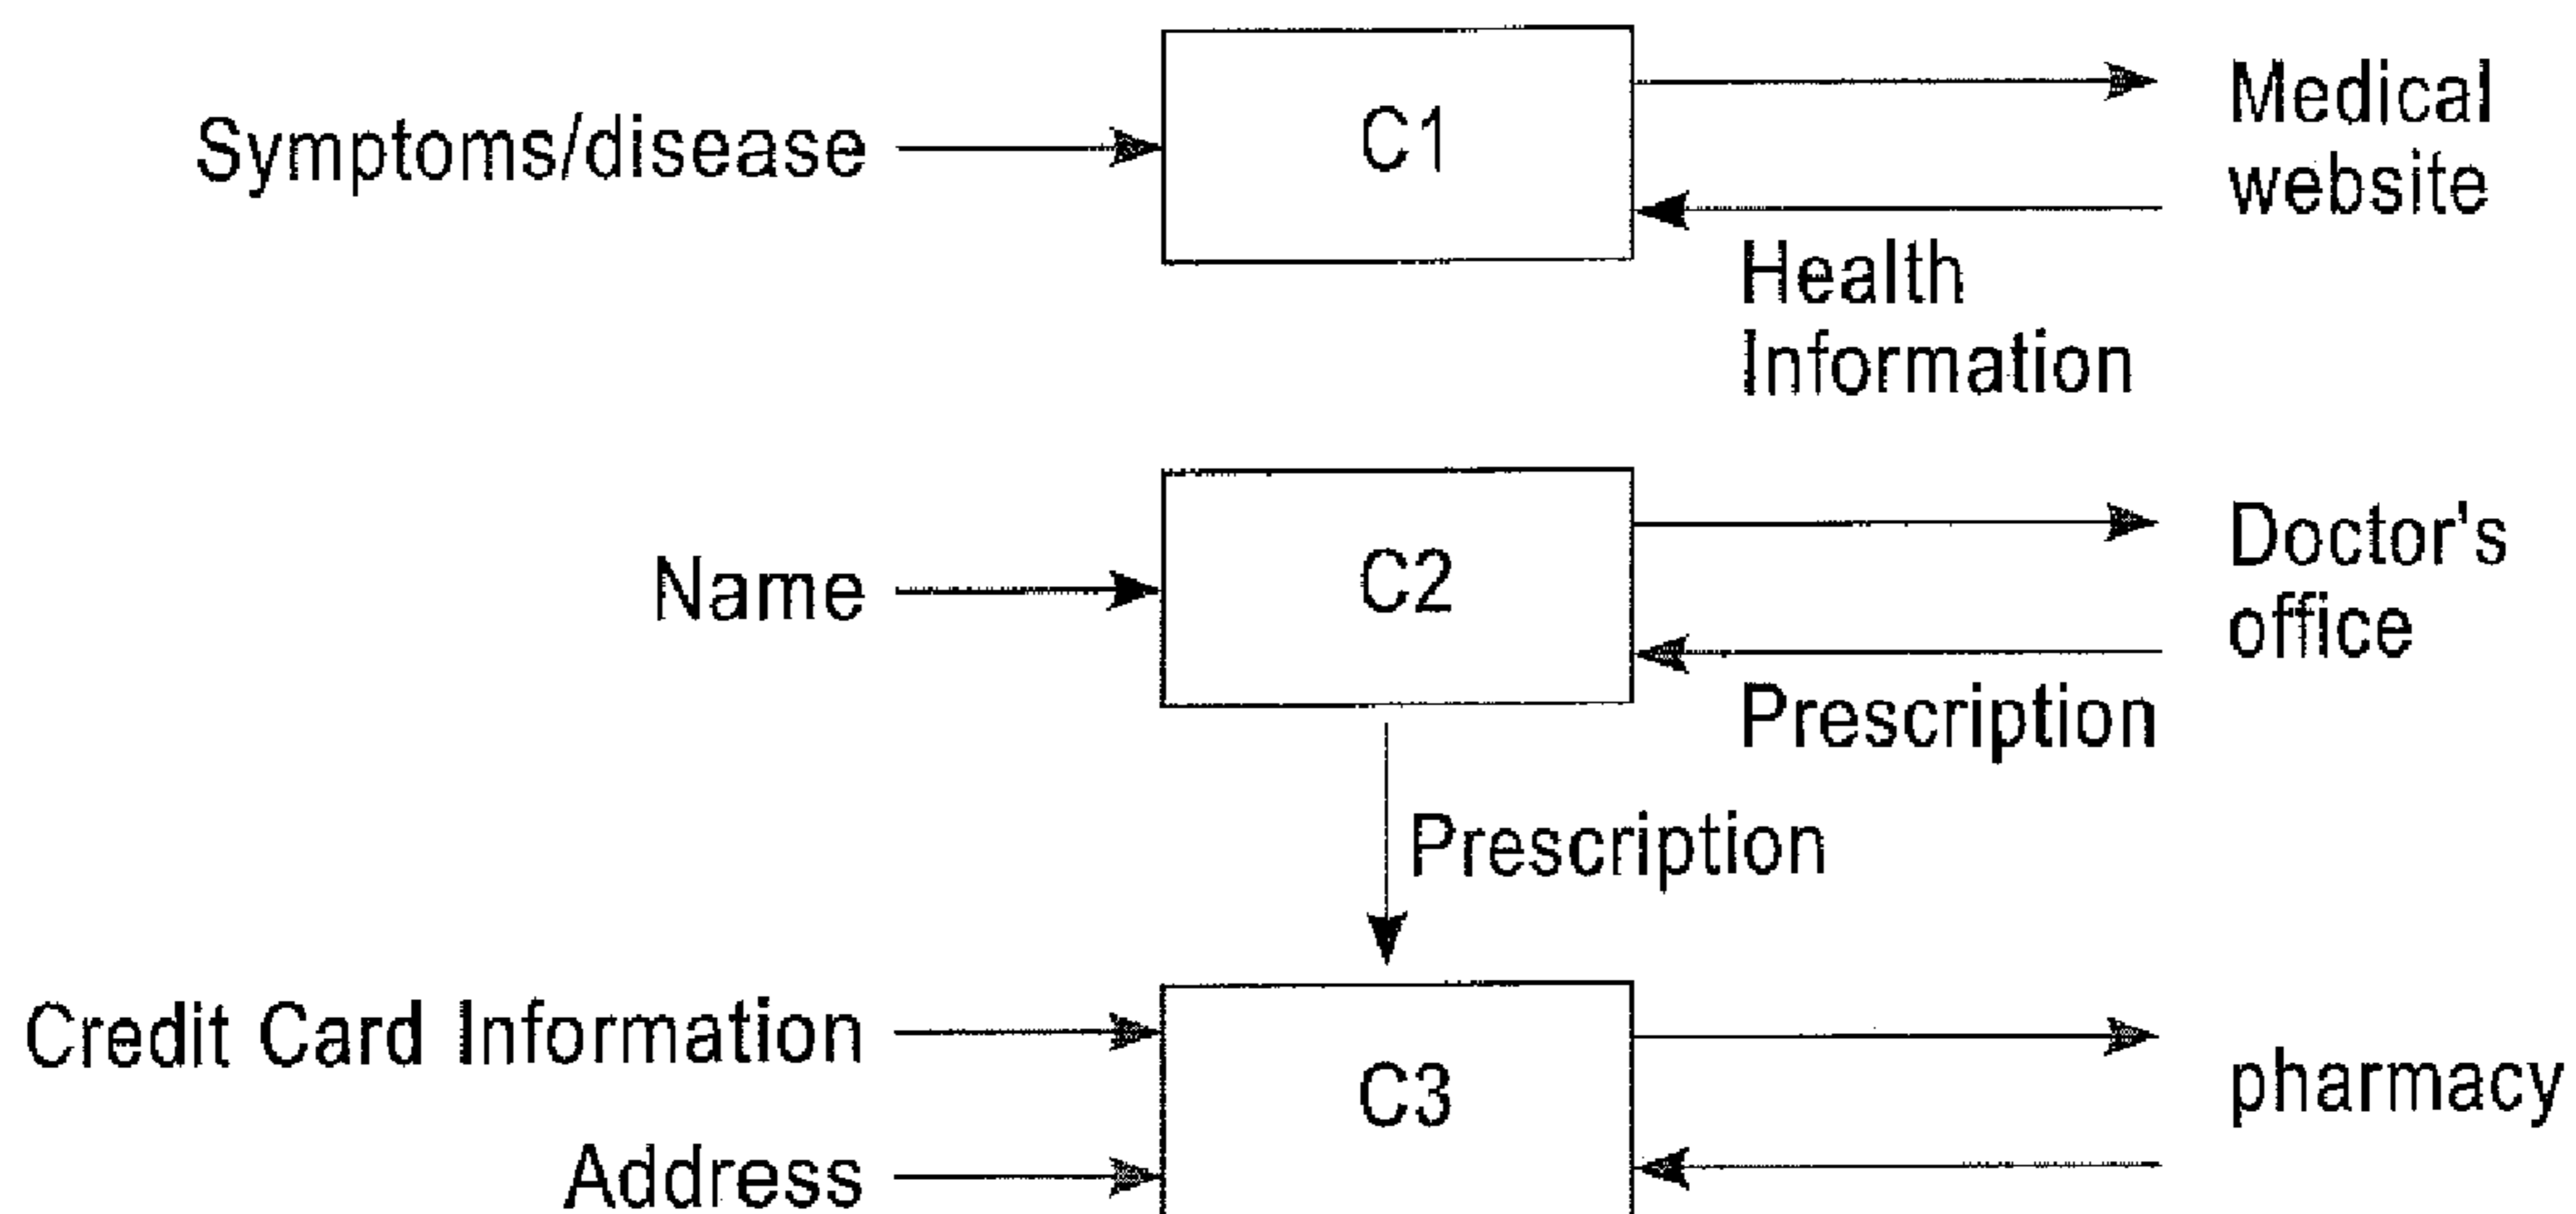 Symptoms/disease
C1
Medical
website
Health
Information
Name
C2
Doctor's
office
Prescription
Prescription
Credit Card Information
Address
C3
pharmacy